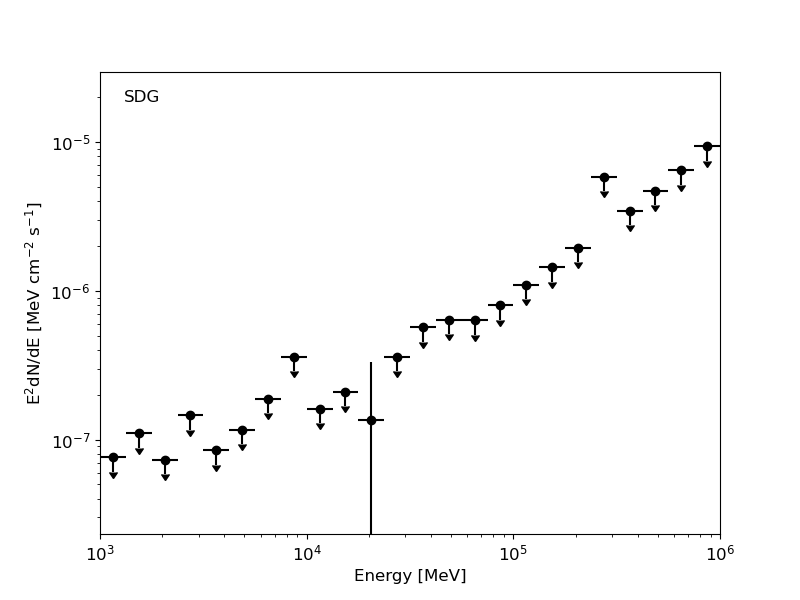 SDG
10⁻⁵
10⁻⁶
10⁻⁷
E²dN/dE [MeV cm⁻² s⁻¹]
10³ 10⁴ 10⁵ 10⁶
Energy [MeV]